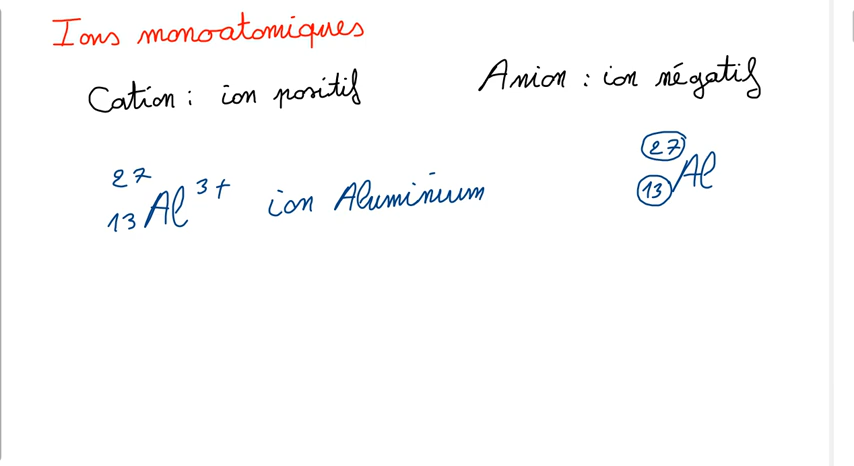 Ions monoatomiques
Cation : ion positif
Anion : ion négatif
27
13 Al 3+ ion Aluminium
27
13 Al